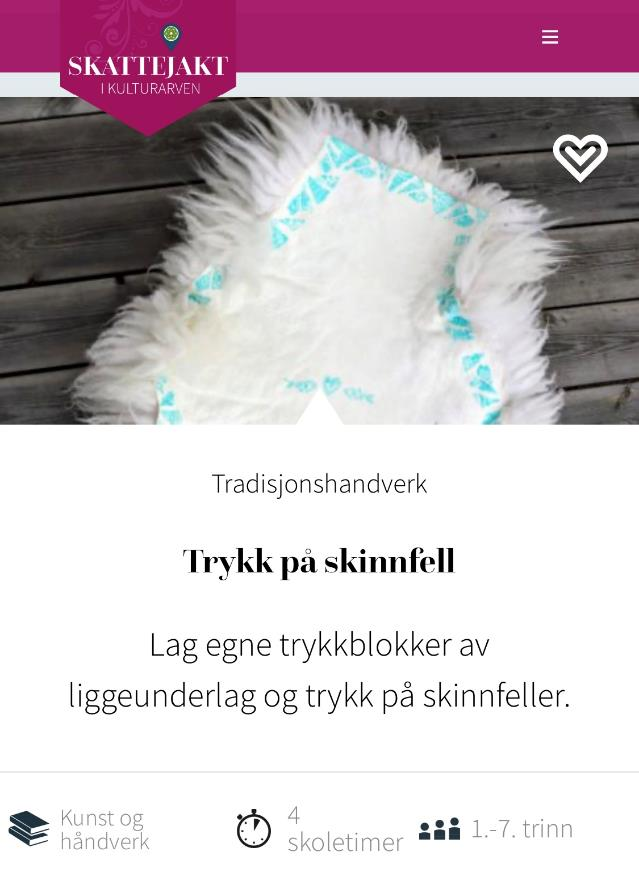 SKATTEJAKT
I KULTURARVEN
Tradisjonshandverk
Trykk på skinnfell
Lag egne trykkblokker av
liggeunderlag og trykk på skinnfeller.
Kunst og
håndverk
4
skoletimer
1.-7. trinn